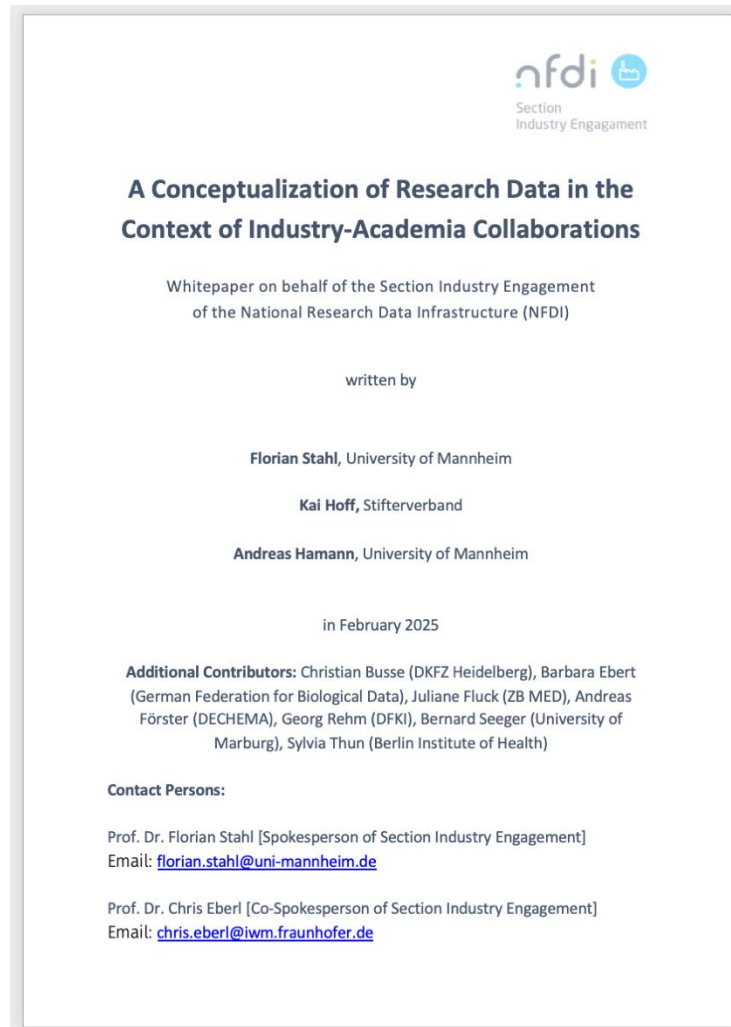 nfdi
Section
Industry Engagament
A Conceptualization of Research Data in the
Context of Industry-Academia Collaborations
Whitepaper on behalf of the Section Industry Engagement
of the National Research Data Infrastructure (NFDI)
written by
Florian Stahl, University of Mannheim
Kai Hoff, Stifterverband
Andreas Hamann, University of Mannheim
in February 2025
Additional Contributors: Christian Busse (DKFZ Heidelberg), Barbara Ebert
(German Federation for Biological Data), Juliane Fluck (ZB MED), Andreas
Förster (DECHEMA), Georg Rehm (DFKI), Bernard Seeger (University of
Marburg), Sylvia Thun (Berlin Institute of Health)
Contact Persons:
Prof. Dr. Florian Stahl [Spokesperson of Section Industry Engagement]
Email: florian.stahl@uni-mannheim.de
Prof. Dr. Chris Eberl [Co-Spokesperson of Section Industry Engagement]
Email: chris.eberl@iwm.fraunhofer.de